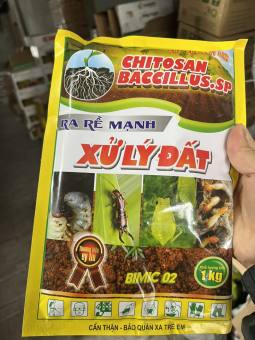 CHITOSAN
BACCILLUS.SP
RA RỄ MẠNH
XỬ LÝ ĐẤT
BIMIC 02
1kg
CẨN THẬN - BẢO QUẢN XA TRẺ EM